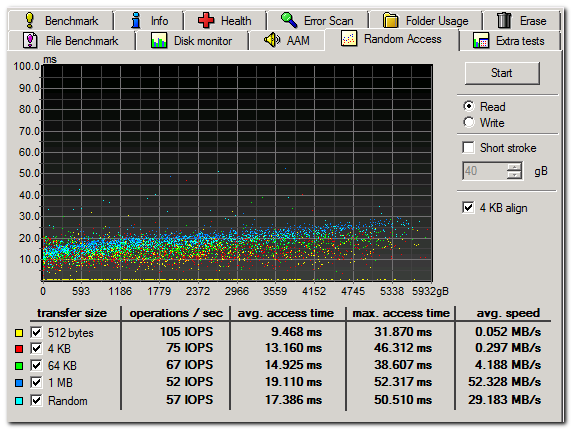 Benchmark Info Health Error Scan Folder Usage Erase
File Benchmark Disk monitor AAM Random Access Extra tests
ms
100.0
90.0
80.0
70.0
60.0
50.0
40.0
30.0
20.0
10.0
0 593 1186 1779 2372 2966 3559 4152 4745 5338 5932gB
Start
Read
Write
Short stroke
40 gB
4 KB align
transfer size operations / sec avg. access time max. access time avg. speed
512 bytes 105 IOPS 9.468 ms 31.870 ms 0.052 MB/s
4 KB 75 IOPS 13.160 ms 46.312 ms 0.297 MB/s
64 KB 67 IOPS 14.925 ms 38.607 ms 4.188 MB/s
1 MB 52 IOPS 19.110 ms 52.317 ms 52.328 MB/s
Random 57 IOPS 17.386 ms 50.510 ms 29.183 MB/s